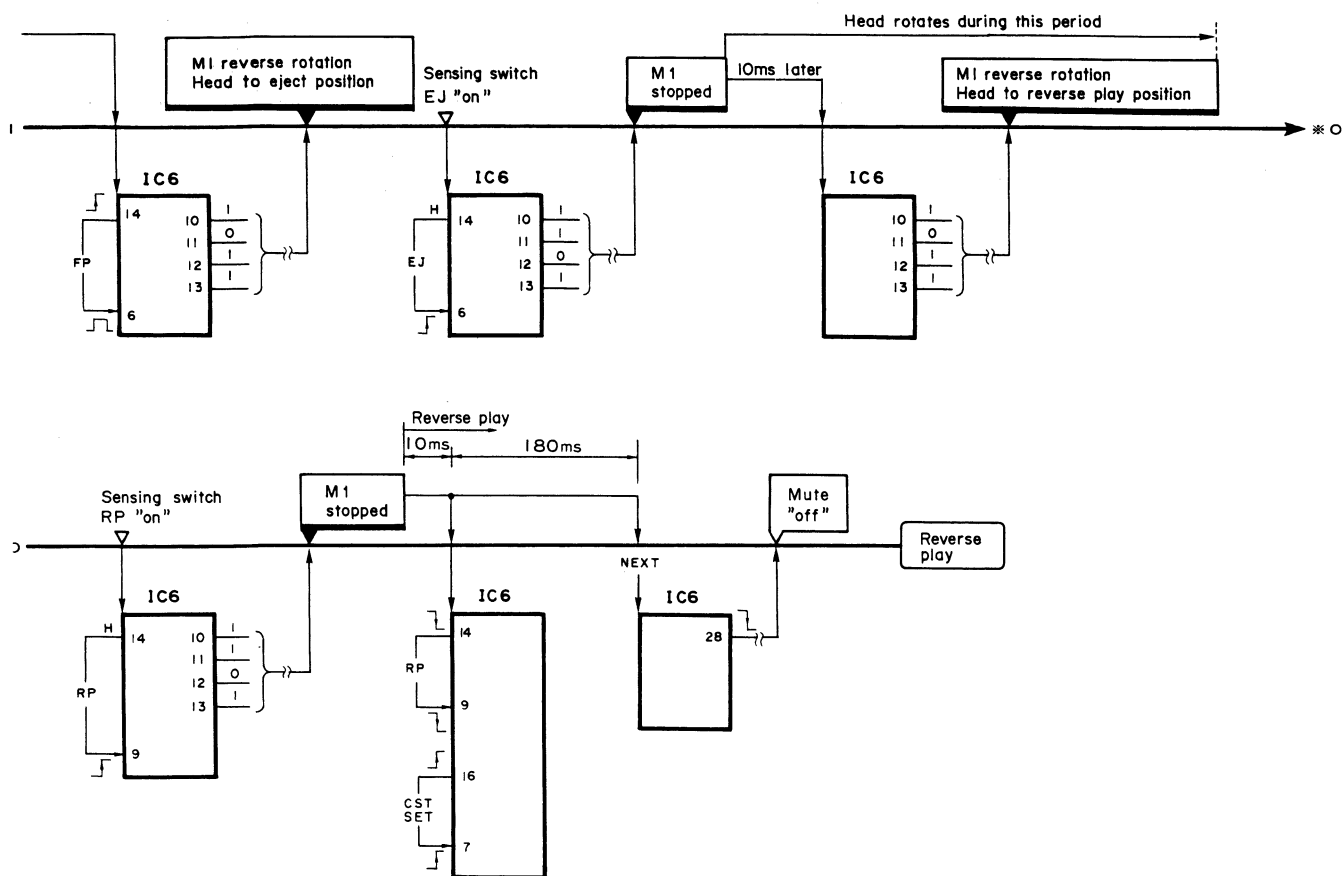 Head rotates during this period
M1 reverse rotation
Head to eject position
Sensing switch
EJ "on"
M1
stopped
10ms later
M1 reverse rotation
Head to reverse play position
1
※0
IC6
14
10 1
11 0
12 1
13 1
FP
6
IC6
H
14
10 1
11 1
12 0
13 1
EJ
6
IC6
10 1
11 0
12 1
13 1
Reverse play
10ms
180ms
Sensing switch
RP "on"
M1
stopped
Mute
"off"
Reverse
play
NEXT
IC6
H
14
10 1
11 1
12 0
13 1
RP
9
IC6
14
RP
9
16
CST
SET
7
IC6
28